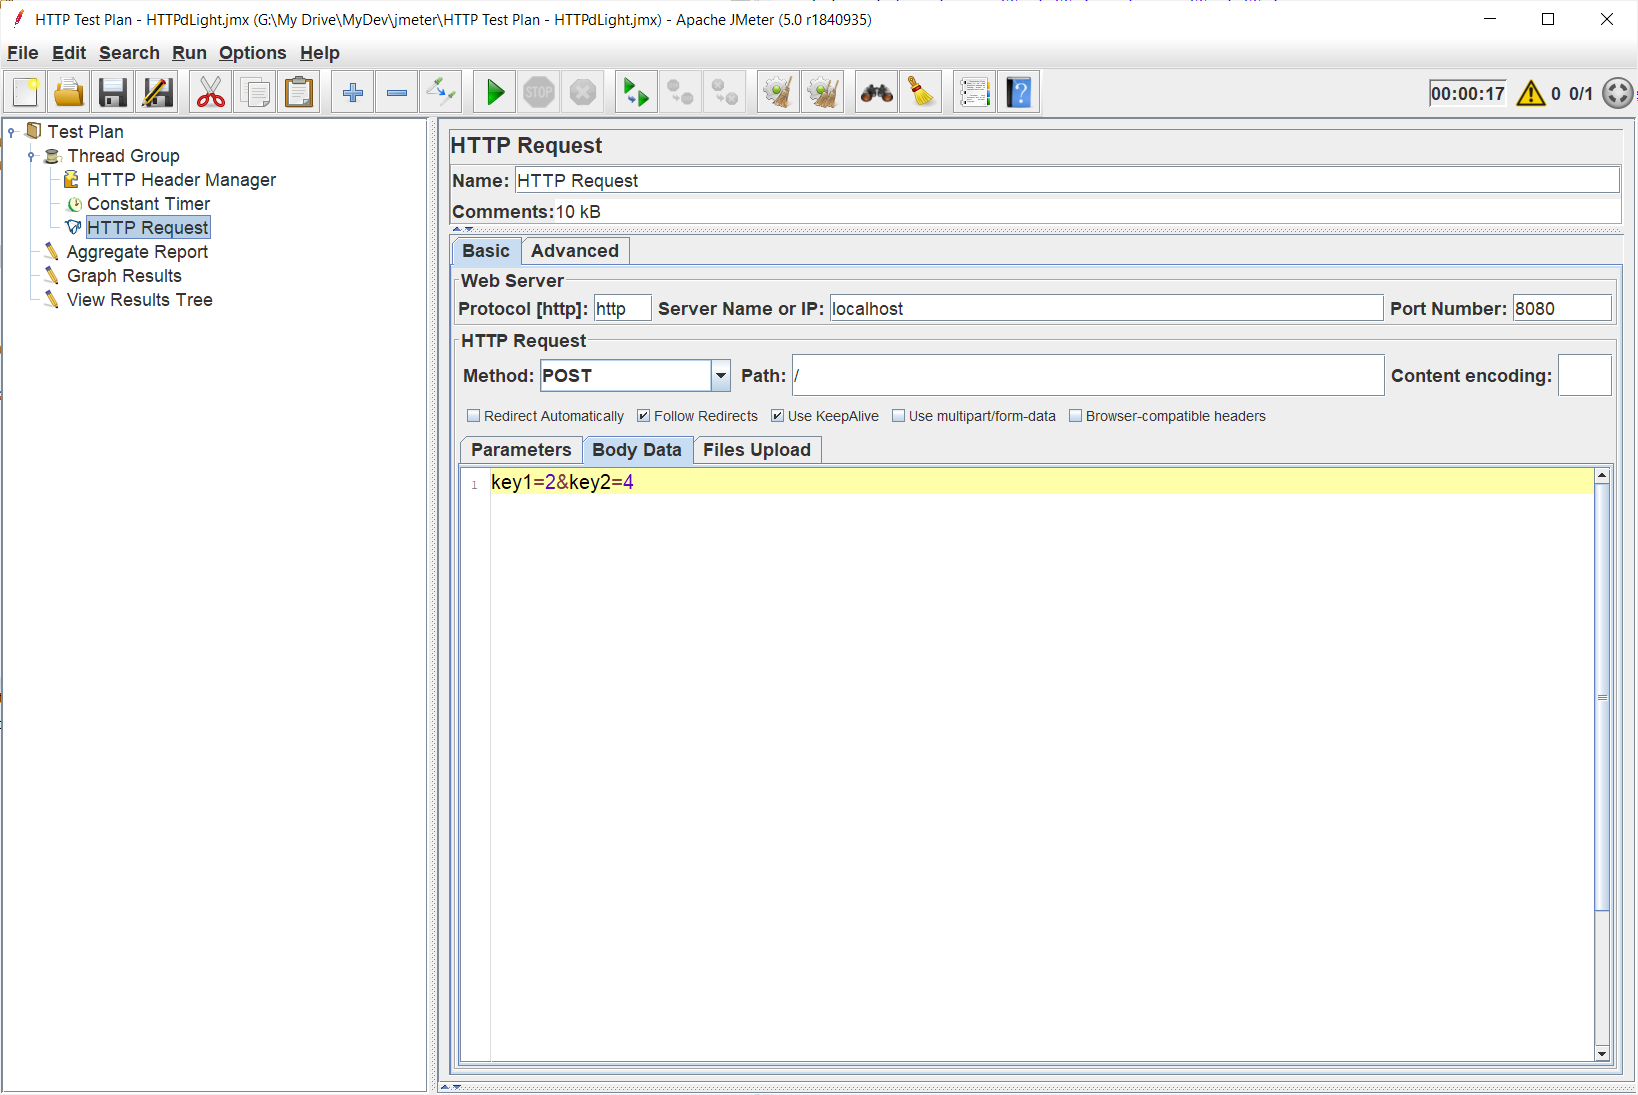 HTTP Test Plan - HTTPdLight.jmx (G:\My Drive\MyDev\jmeter\HTTP Test Plan - HTTPdLight.jmx) - Apache JMeter (5.0 r1840935)
File Edit Search Run Options Help
STOP ? 00:00:17 0 0/1
Test Plan
Thread Group
HTTP Header Manager
Constant Timer
HTTP Request
Aggregate Report
Graph Results
View Results Tree
HTTP Request
Name: HTTP Request
Comments: 10 kB
Basic Advanced
Web Server
Protocol [http]: http Server Name or IP: localhost Port Number: 8080
HTTP Request
Method: POST Path: / Content encoding:
Redirect Automatically Follow Redirects Use KeepAlive Use multipart/form-data Browser-compatible headers
Parameters Body Data Files Upload
1 key1=2&key2=4